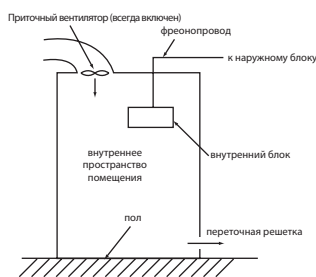 Приточный вентилятор (всегда включен)
фреонопровод
к наружному блоку
внутреннее
пространство
помещения
внутренний блок
пол
переточная решетка